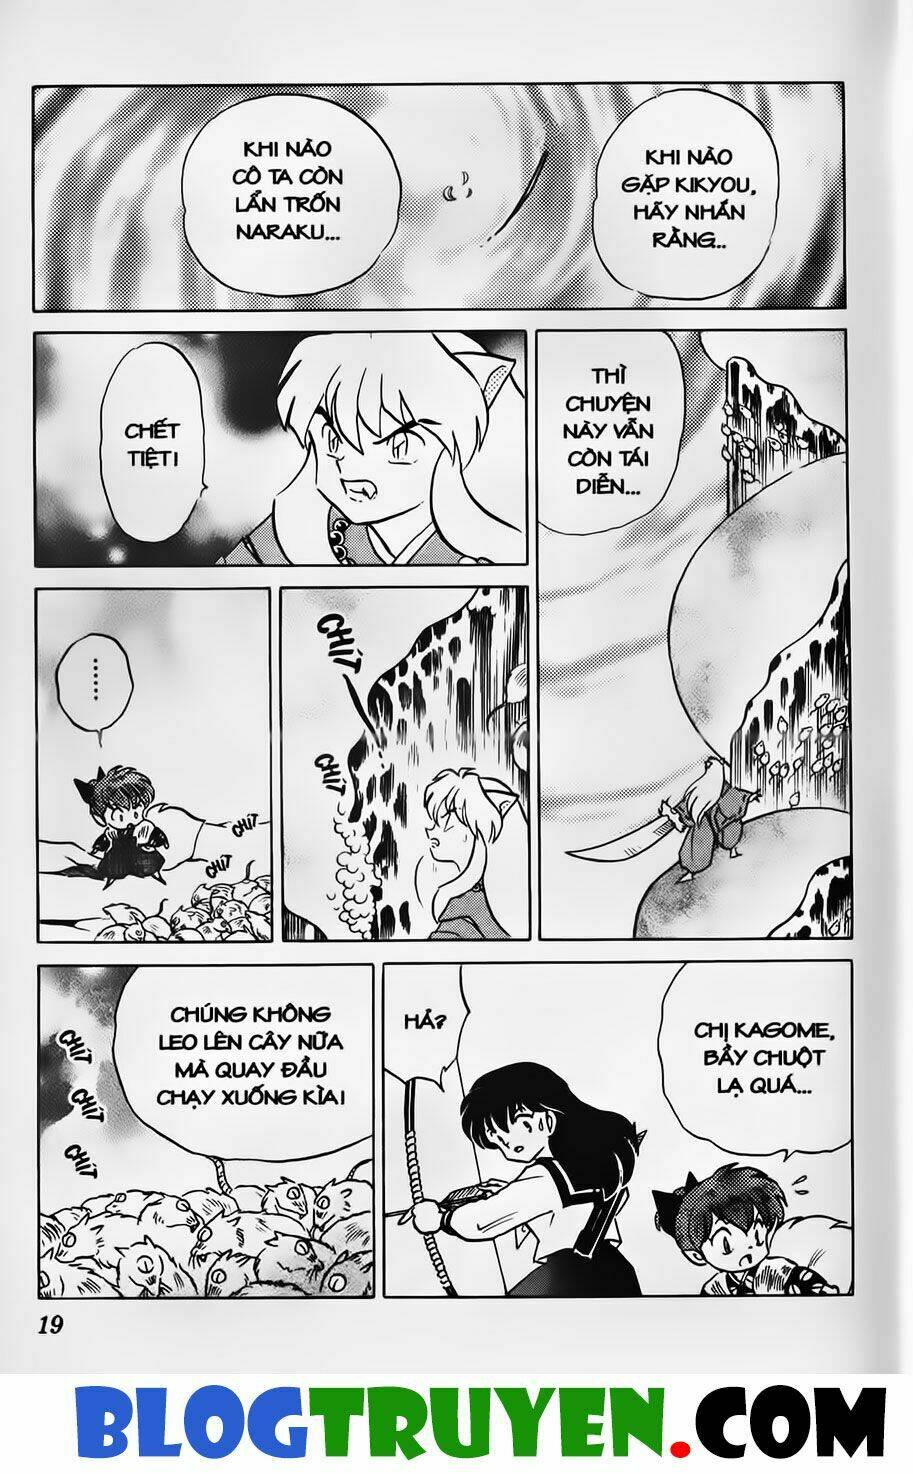 KHI NÀO
GẶP KIKYOU,
HÃY NHẮN
RẰNG...
KHI NÀO
CÔ TA CÒN
LẨN TRỐN
NARAKU...
THÌ
CHUYỆN
NÀY VẪN
CÒN TÁI
DIỄN...
CHẾT
TIỆT!
CHÍT
CHÍT
......
CHÍT
CHÍT
CHỊ KAGOME,
BẦY CHUỘT
LẠ QUÁ...
HẢ?
CHÚNG KHÔNG
LEO LÊN CÂY NỮA
MÀ QUAY ĐẦU
CHẠY XUỐNG KÌA!
CHÍT
CHÍT
CHÍT
19
BLOGTRUYEN.COM